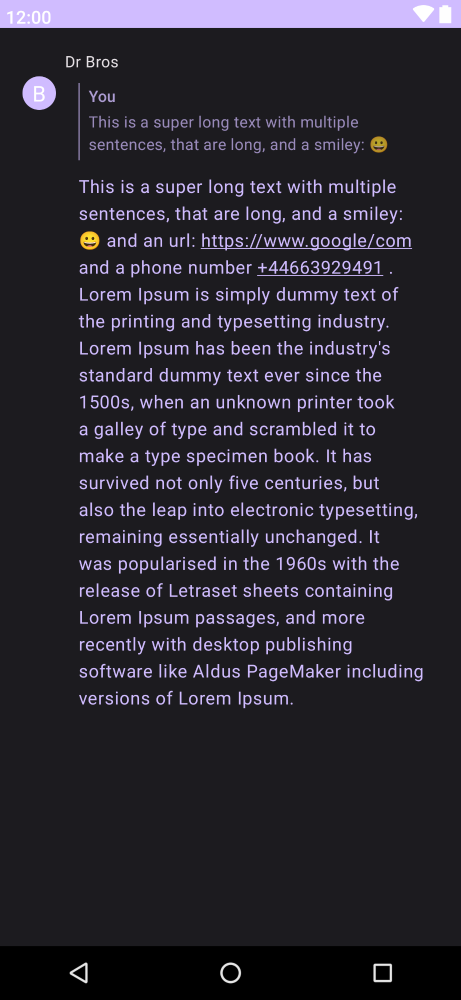 12:00
Dr Bros
B
You
This is a super long text with multiple
sentences, that are long, and a smiley: 😀
This is a super long text with multiple
sentences, that are long, and a smiley:
😀 and an url: https://www.google/com
and a phone number +44663929491 .
Lorem Ipsum is simply dummy text of
the printing and typesetting industry.
Lorem Ipsum has been the industry's
standard dummy text ever since the
1500s, when an unknown printer took
a galley of type and scrambled it to
make a type specimen book. It has
survived not only five centuries, but
also the leap into electronic typesetting,
remaining essentially unchanged. It
was popularised in the 1960s with the
release of Letraset sheets containing
Lorem Ipsum passages, and more
recently with desktop publishing
software like Aldus PageMaker including
versions of Lorem Ipsum.